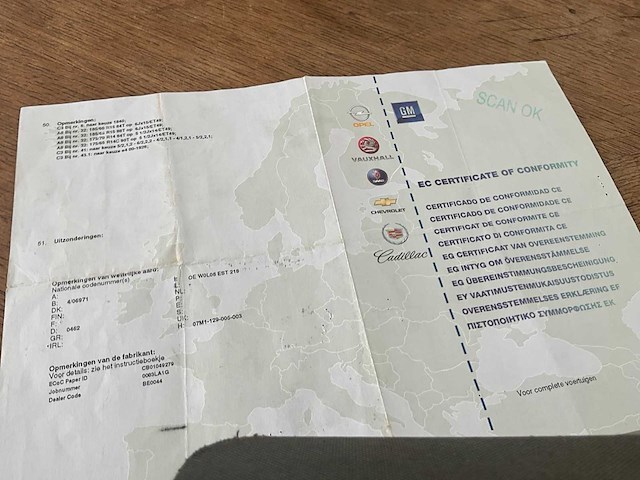 50. Opmerkingen:
51. Uitzonderingen:
Opmerkingen van wettelijke aard:
Nationale codenummer(s)
A:
B: 4/06971
DK:
FIN:
F:
D: 0462
GR:
*IRL:
DE W0L08 EST 219
UK:
H: 07M1-129-005-003
Opmerkingen van de fabrikant:
Voor details: zie het instructieboekje
ECoC Paper ID CB01049279
Jobnummer 0063LA1G
Dealer Code BE0044
OPEL
VAUXHALL
CHEVROLET
Cadillac
GM
SCAN OK
EC CERTIFICATE OF CONFORMITY
CERTIFICADO DE CONFORMIDAD CE
CERTIFICADO DE CONFORMIDADE CE
CERTIFICAT DE CONFORMITE CE
CERTIFICATO DI CONFORMITA CE
EG CERTIFICAAT VAN OVEREENSTEMMING
EG INTYG OM ÖVERENSSTÄMMELSE
EG ÜBEREINSTIMMUNGSBESCHEINIGUNG
EY VAATIMUSTENMUKAISUUSTODISTUS
OVERENSSTEMMELSES ERKLÆRING EF
ΠΙΣΤΟΠΟΙΗΤΙΚΟ ΣΥΜΜΟΡΦΩΣΗΣ ΕΚ.
Voor complete voertuigen